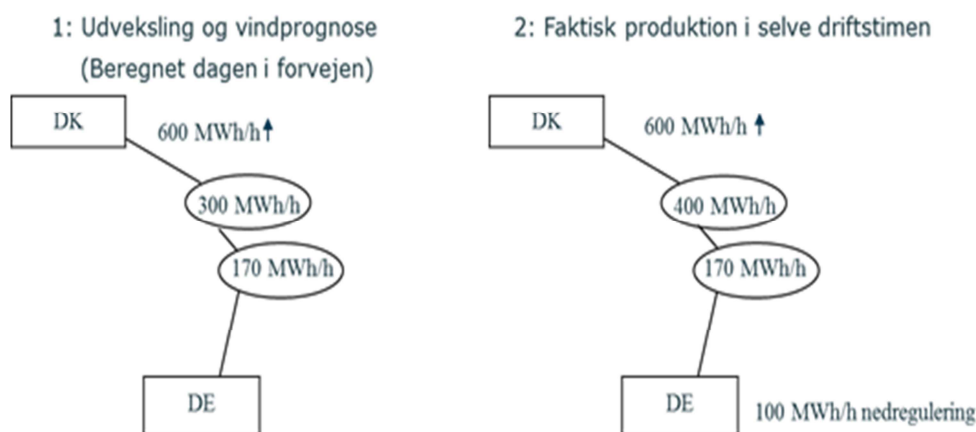 1: Udveksling og vindprognose
(Beregnet dagen i forvejen)
DK
600 MWh/h↑
300 MWh/h
170 MWh/h
DE
2: Faktisk produktion i selve driftstimen
DK
600 MWh/h ↑
400 MWh/h
170 MWh/h
DE
100 MWh/h nedregulering